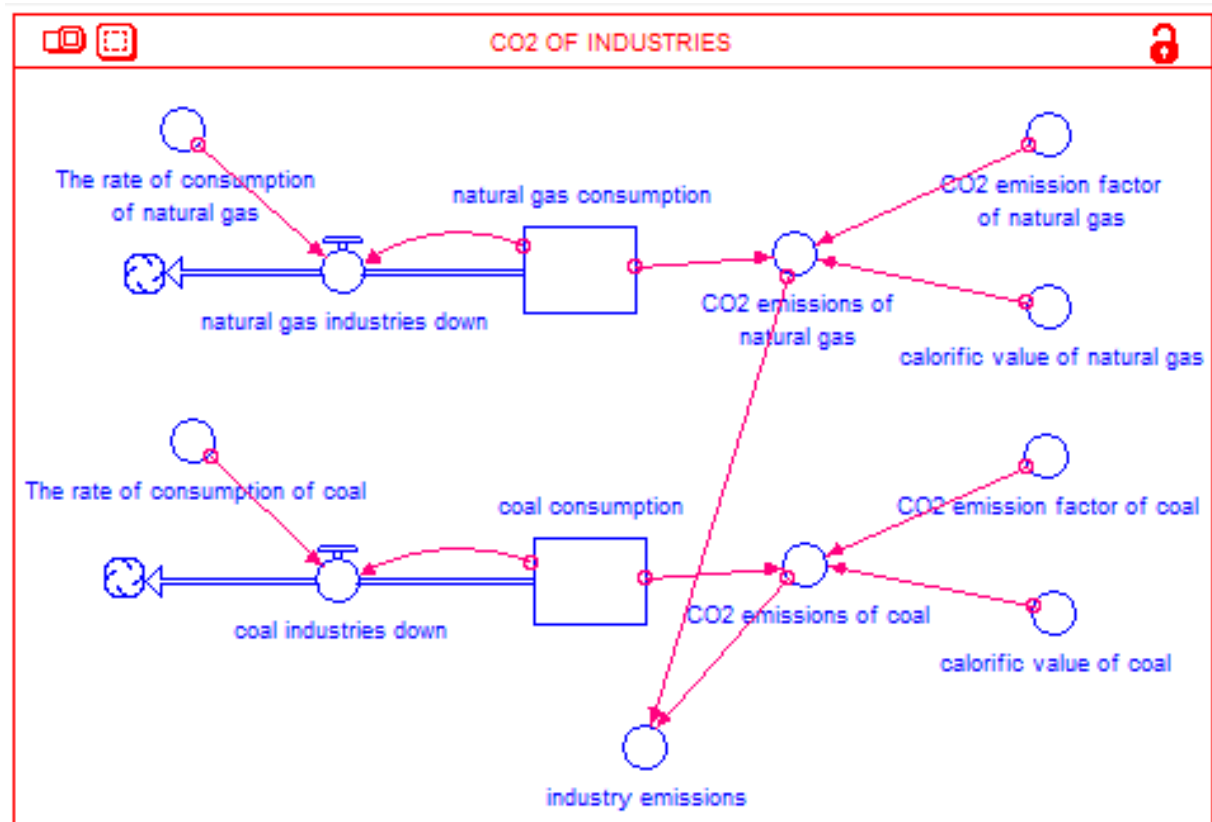 CO2 OF INDUSTRIES
The rate of consumption
of natural gas
natural gas consumption
CO2 emission factor
of natural gas
natural gas industries down
CO2 emissions of
natural gas
calorific value of natural gas
The rate of consumption of coal
coal consumption
CO2 emission factor of coal
coal industries down
CO2 emissions of coal
calorific value of coal
industry emissions